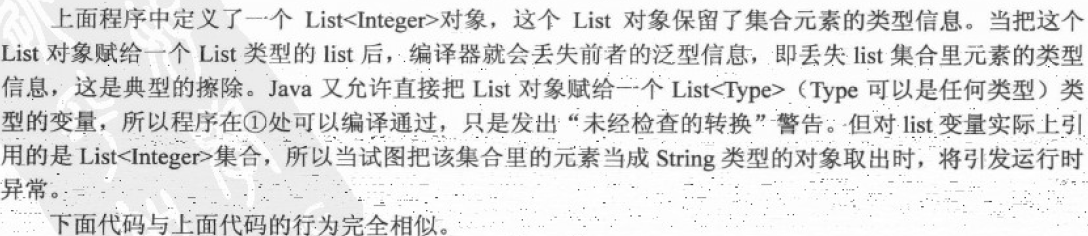 上面程序中定义了一个 List<Integer>对象，这个 List 对象保留了集合元素的类型信息。当把这个
List 对象赋给一个 List 类型的 list 后，编译器就会丢失前者的泛型信息，即丢失 list 集合里元素的类型
信息，这是典型的擦除。Java 又允许直接把 List 对象赋给一个 List<Type>（Type 可以是任何类型）类
型的变量，所以程序在①处可以编译通过，只是发出“未经检查的转换”警告。但对 list 变量实际上引
用的是 List<Integer>集合，所以当试图把该集合里的元素当成 String 类型的对象取出时，将引发运行时
异常。
下面代码与上面代码的行为完全相似。